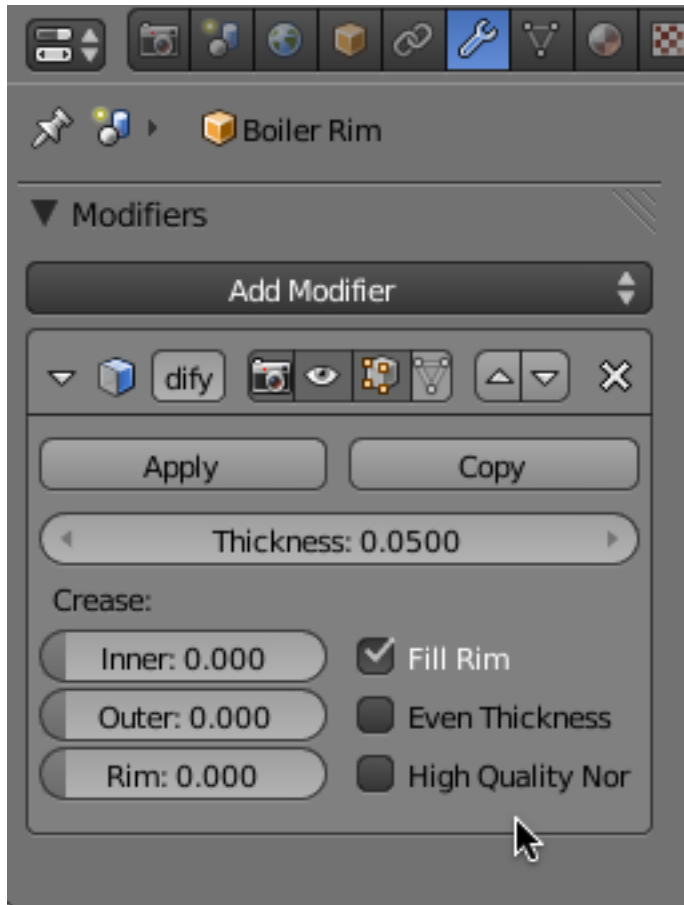 Boiler Rim
Modifiers
Add Modifier
dify
Apply Copy
Thickness: 0.0500
Crease:
Inner: 0.000 Fill Rim
Outer: 0.000 Even Thickness
Rim: 0.000 High Quality Nor